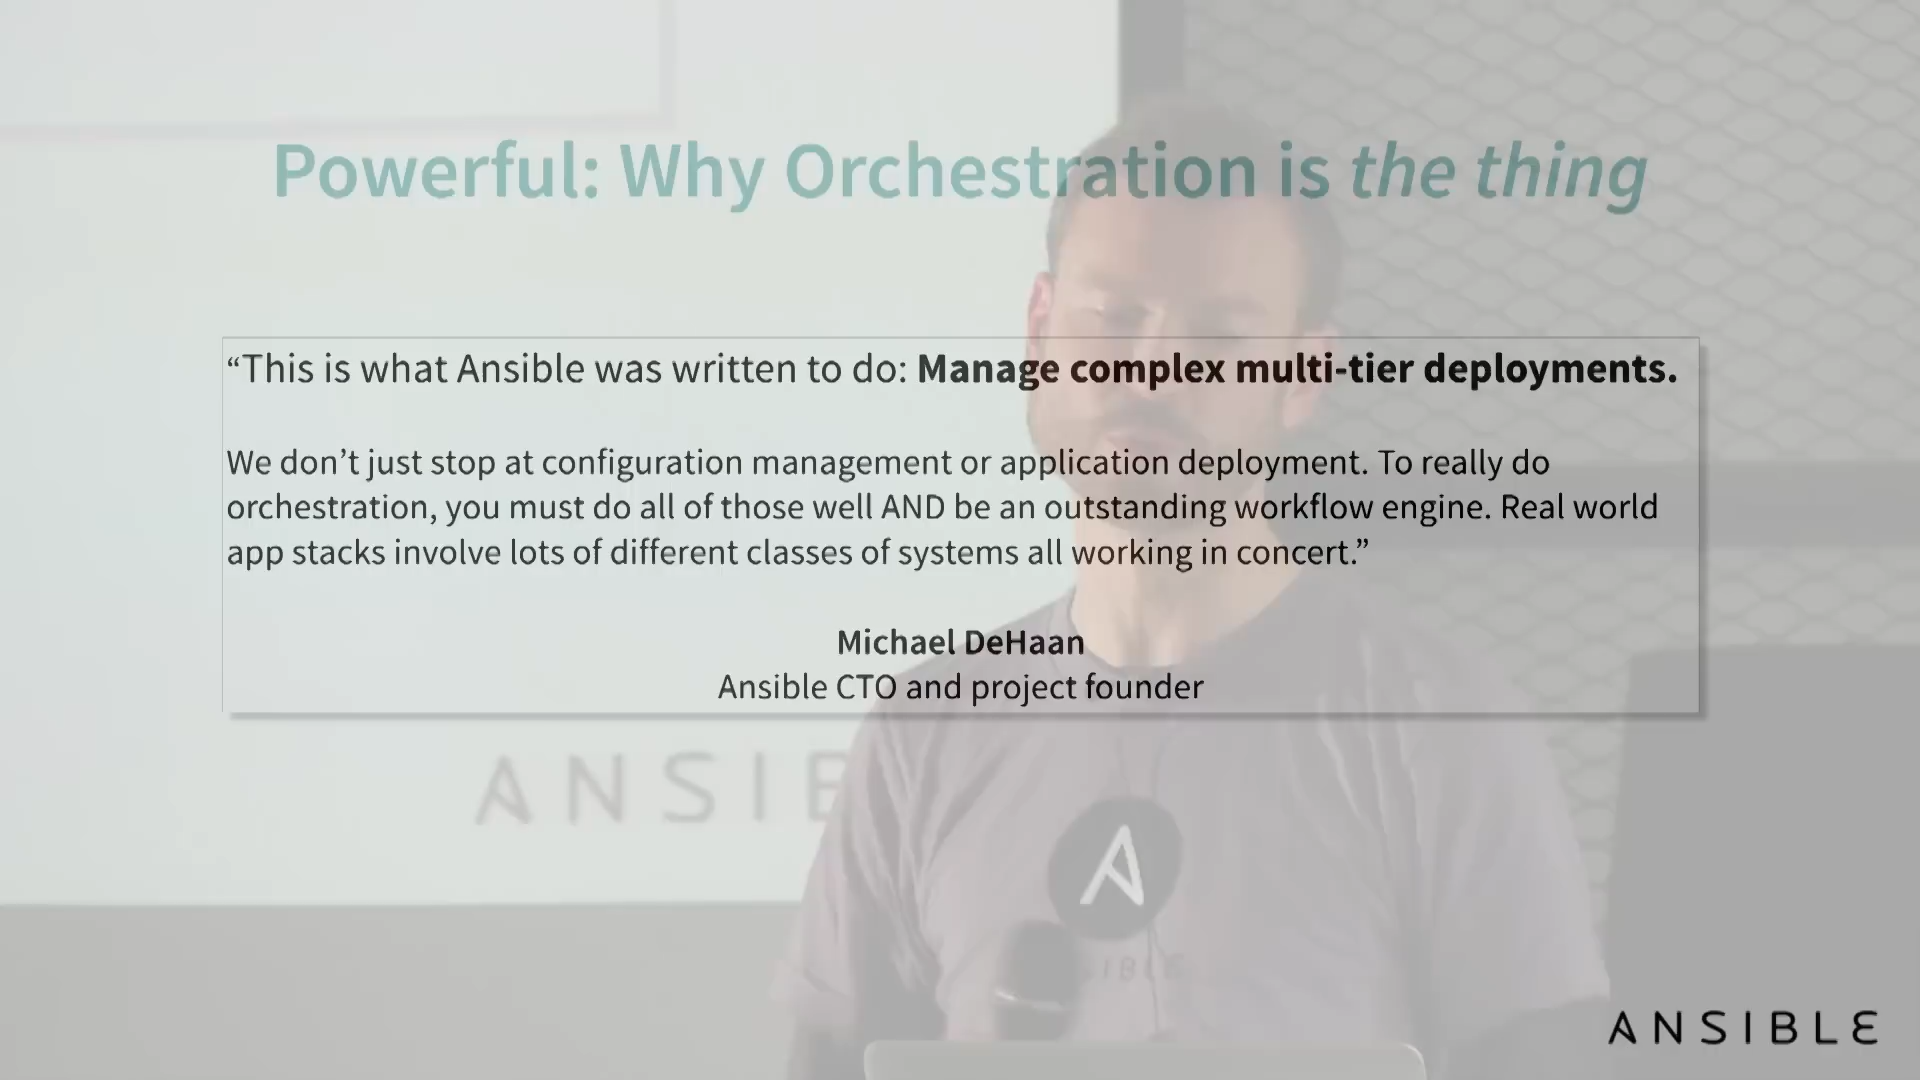 Powerful: Why Orchestration is the thing
“This is what Ansible was written to do: Manage complex multi-tier deployments.
We don’t just stop at configuration management or application deployment. To really do
orchestration, you must do all of those well AND be an outstanding workflow engine. Real world
app stacks involve lots of different classes of systems all working in concert.”
Michael DeHaan
Ansible CTO and project founder
ANSIB
ANSIBLE